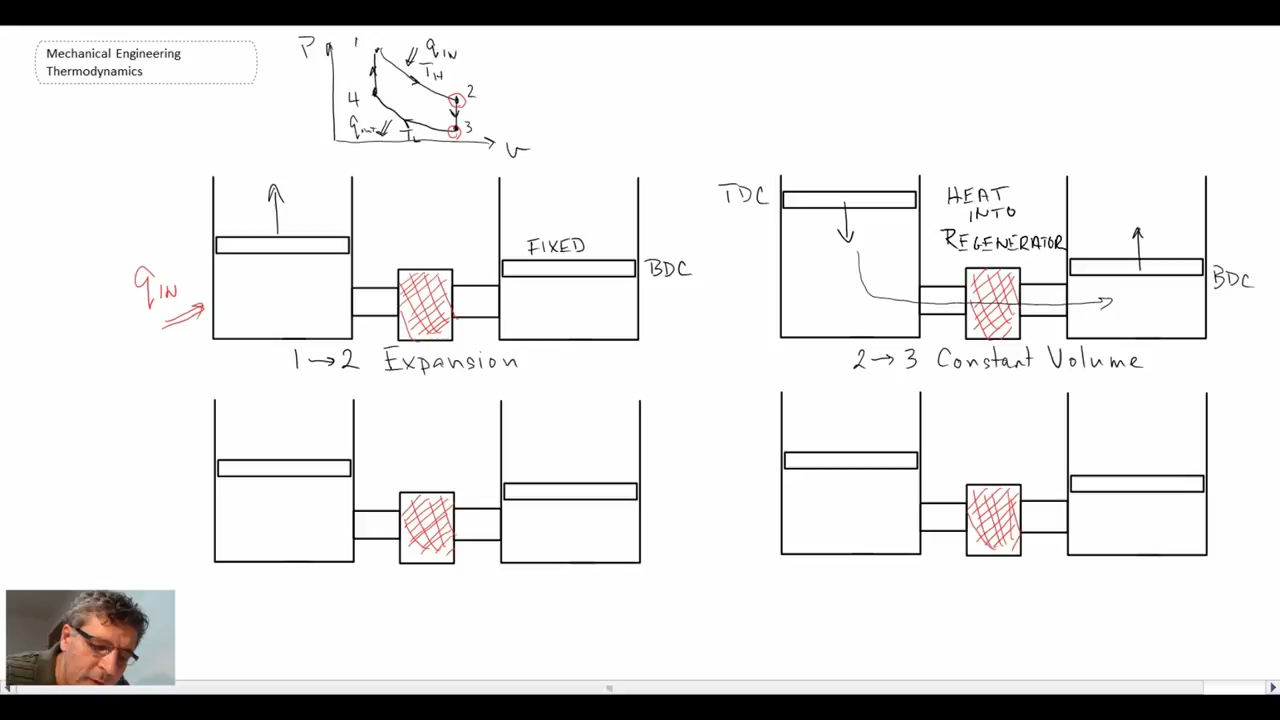 Mechanical Engineering
Thermodynamics
P
1
qIN
TH
2
4
qout
TL
3
v
qIN
FIXED
BDC
1→2 Expansion
TDC
HEAT
INTO
REGENERATOR
BDC
2→3 Constant Volume